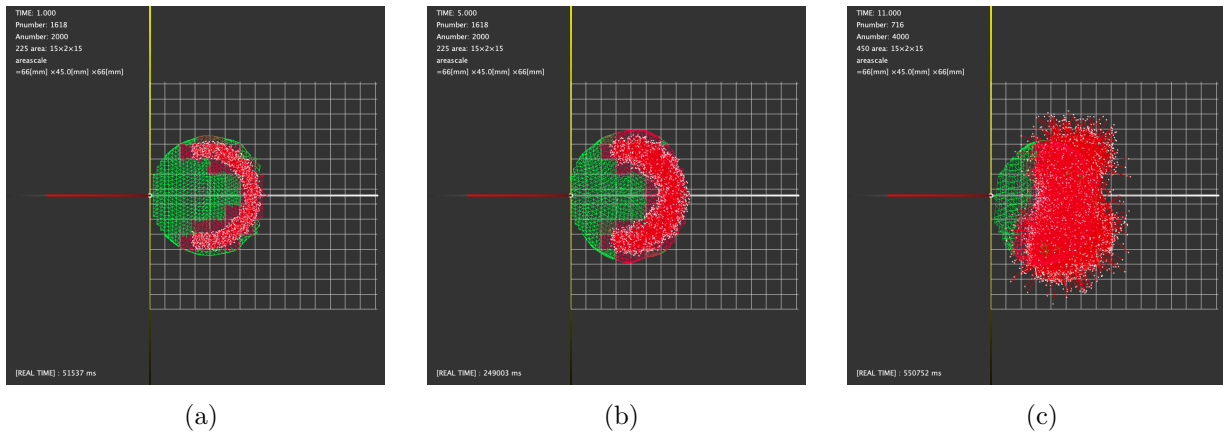 TIME: 1.000
Pnumber: 1618
Anumber: 2000
225 area: 15×2×15
areascale
=66[mm] ×45.0[mm] ×66[mm]
[REAL TIME] : 51537 ms
(a)
TIME: 5.000
Pnumber: 1618
Anumber: 2000
225 area: 15×2×15
areascale
=66[mm] ×45.0[mm] ×66[mm]
[REAL TIME] : 249003 ms
(b)
TIME: 11.000
Pnumber: 716
Anumber: 4000
450 area: 15×2×15
areascale
=66[mm] ×45.0[mm] ×66[mm]
[REAL TIME] : 550752 ms
(c)